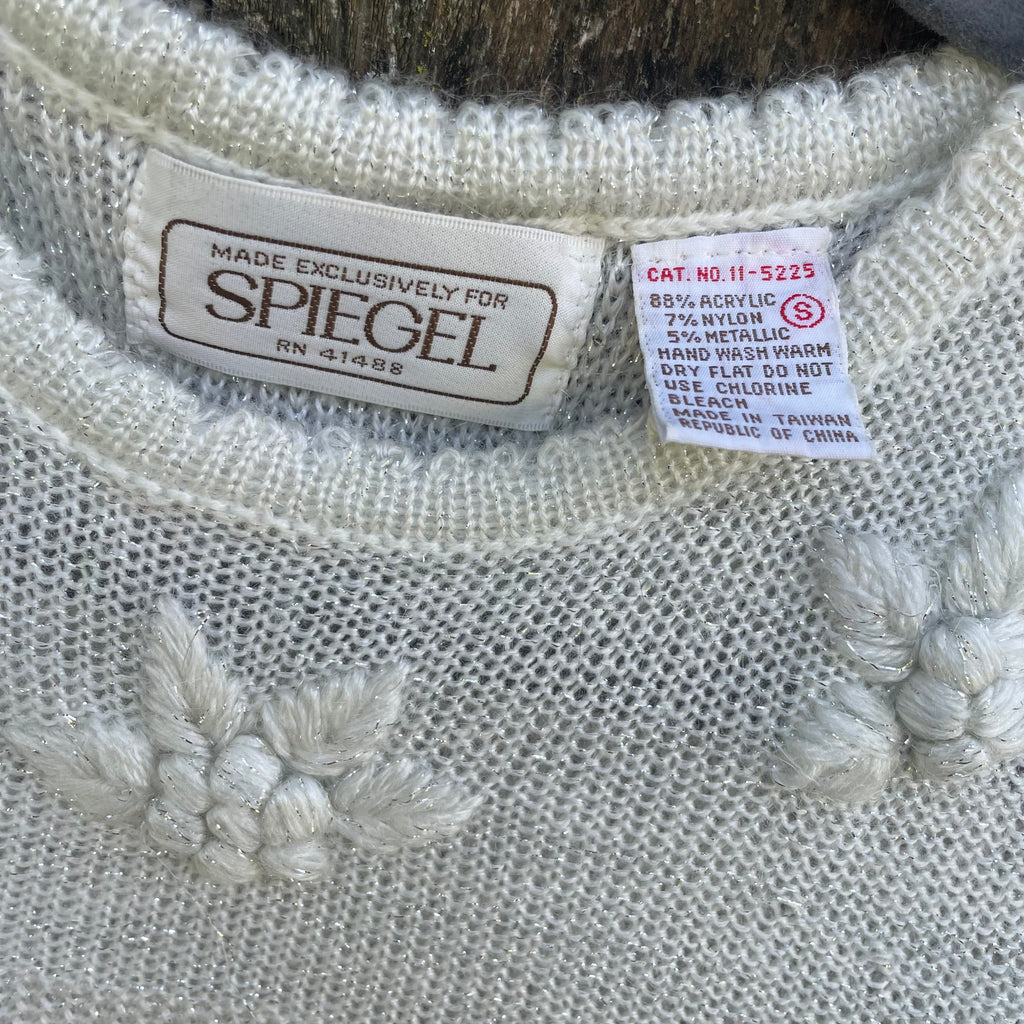 MADE EXCLUSIVELY FOR
SPIEGEL
RN 41488
CAT. NO. 11-5225
88% ACRYLIC
7% NYLON
5% METALLIC
S
HAND WASH WARM
DRY FLAT DO NOT
USE CHLORINE
BLEACH
MADE IN TAIWAN
REPUBLIC OF CHINA